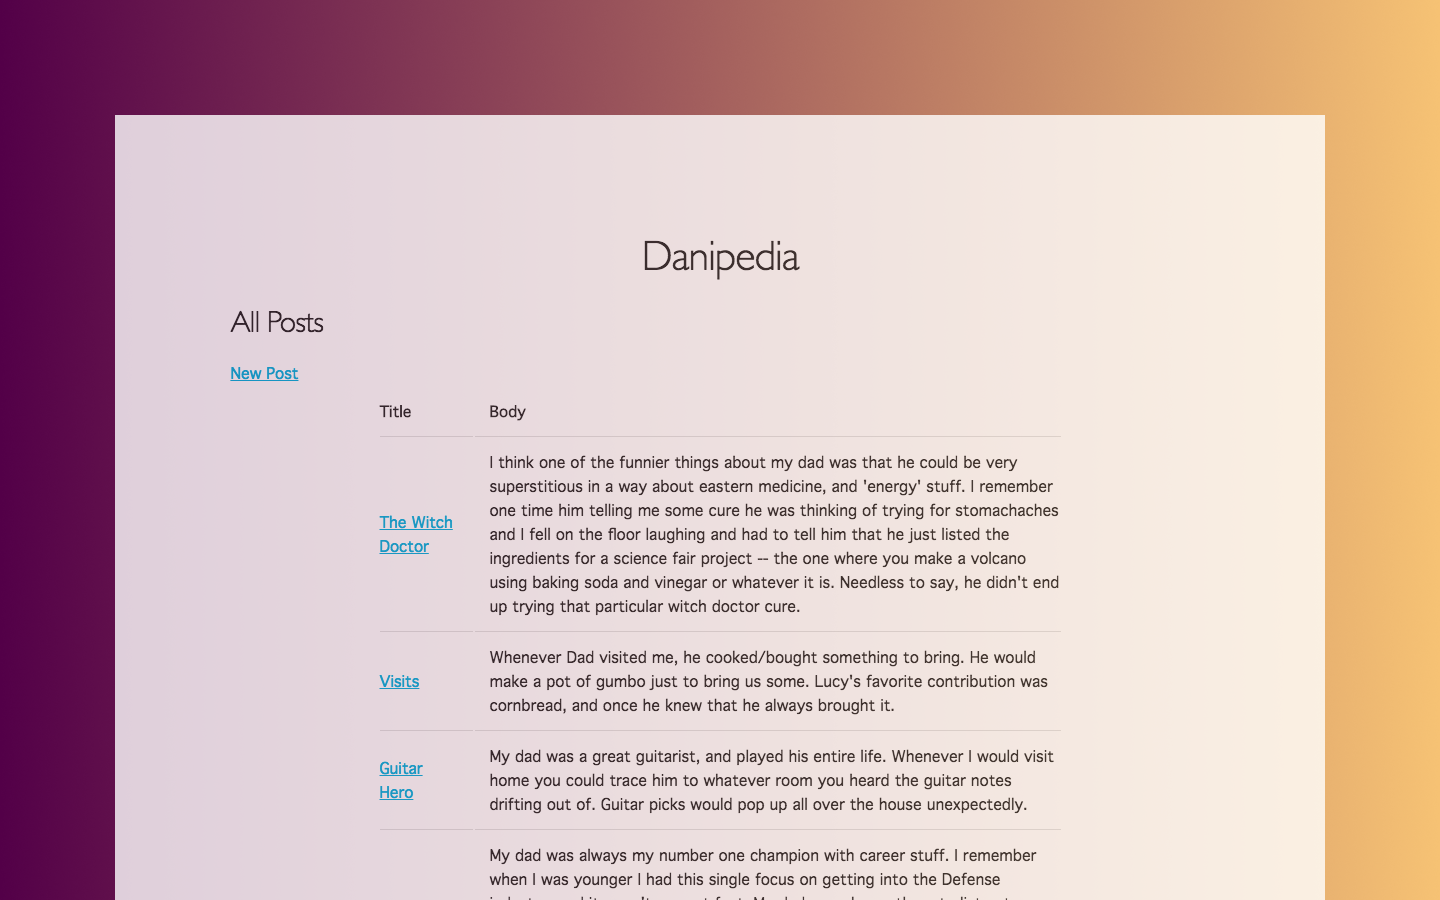 Danipedia
All Posts
New Post
Title Body
I think one of the funnier things about my dad was that he could be very
superstitious in a way about eastern medicine, and 'energy' stuff. I remember
one time him telling me some cure he was thinking of trying for stomachaches
The Witch
Doctor
and I fell on the floor laughing and had to tell him that he just listed the
ingredients for a science fair project -- the one where you make a volcano
using baking soda and vinegar or whatever it is. Needless to say, he didn't end
up trying that particular witch doctor cure.
Whenever Dad visited me, he cooked/bought something to bring. He would
Visits
make a pot of gumbo just to bring us some. Lucy's favorite contribution was
cornbread, and once he knew that he always brought it.
Guitar
Hero
My dad was a great guitarist, and played his entire life. Whenever I would visit
home you could trace him to whatever room you heard the guitar notes
drifting out of. Guitar picks would pop up all over the house unexpectedly.
My dad was always my number one champion with career stuff. I remember
when I was younger I had this single focus on getting into the Defense